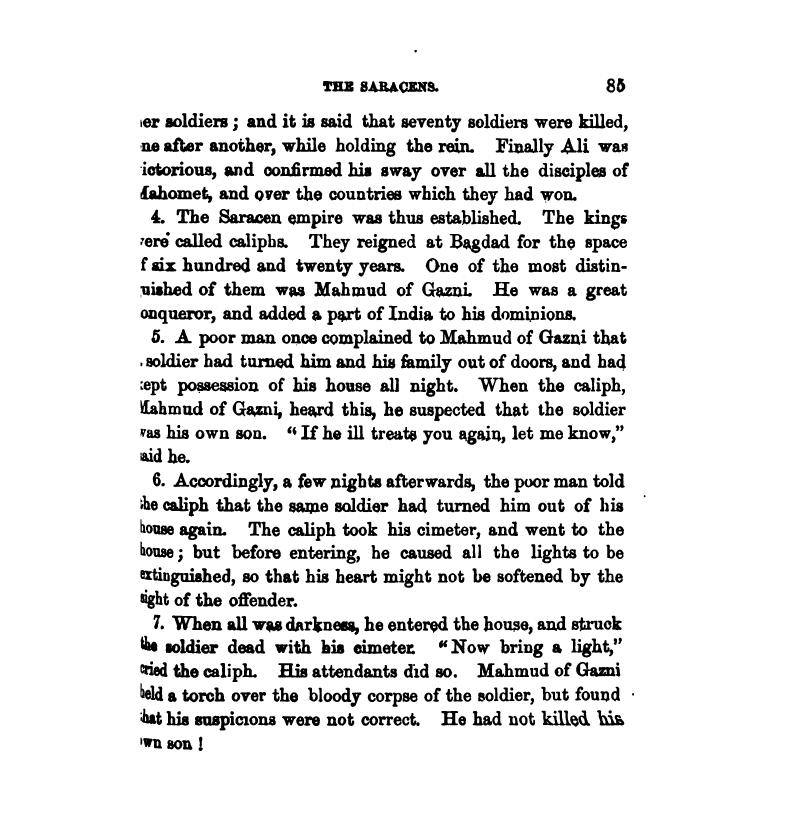 THE SARACENS. 85
er soldiers; and it is said that seventy soldiers were killed,
ne after another, while holding the rein. Finally Ali was
ictorious, and confirmed his sway over all the disciples of
Mahomet, and over the countries which they had won.
4. The Saracen empire was thus established. The kings
ere called caliphs. They reigned at Bagdad for the space
f six hundred and twenty years. One of the most distin-
uished of them was Mahmud of Gazni. He was a great
onqueror, and added a part of India to his dominions.
5. A poor man once complained to Mahmud of Gazni that
soldier had turned him and his family out of doors, and had
ept possession of his house all night. When the caliph,
Mahmud of Gazni, heard this, he suspected that the soldier
was his own son. "If he ill treats you again, let me know,"
said he.
6. Accordingly, a few nights afterwards, the poor man told
the caliph that the same soldier had turned him out of his
house again. The caliph took his cimeter, and went to the
house; but before entering, he caused all the lights to be
extinguished, so that his heart might not be softened by the
sight of the offender.
7. When all was darkness, he entered the house, and struck
the soldier dead with his cimeter. "Now bring a light,"
cried the caliph. His attendants did so. Mahmud of Gazni
held a torch over the bloody corpse of the soldier, but found
that his suspicions were not correct. He had not killed his
own son!